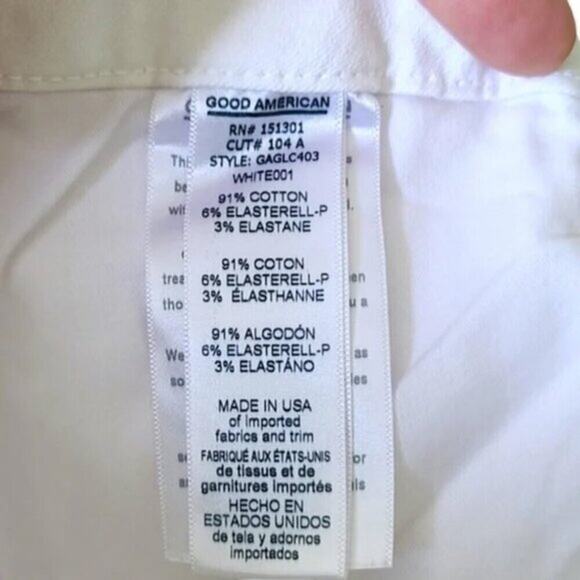 GOOD AMERICAN
RN# 151301
CUT# 104 A
STYLE: GAGLC403
WHITE001
91% COTTON
6% ELASTERELL-P
3% ELASTANE
91% COTON
6% ELASTERELL-P
3% ÉLASTHANNE
91% ALGODÓN
6% ELASTERELL-P
3% ELASTÁNO
MADE IN USA
of imported
fabrics and trim
FABRIQUÉ AUX ÉTATS-UNIS
de tissus et de
garnitures importés
HECHO EN
ESTADOS UNIDOS
de tela y adornos
importados